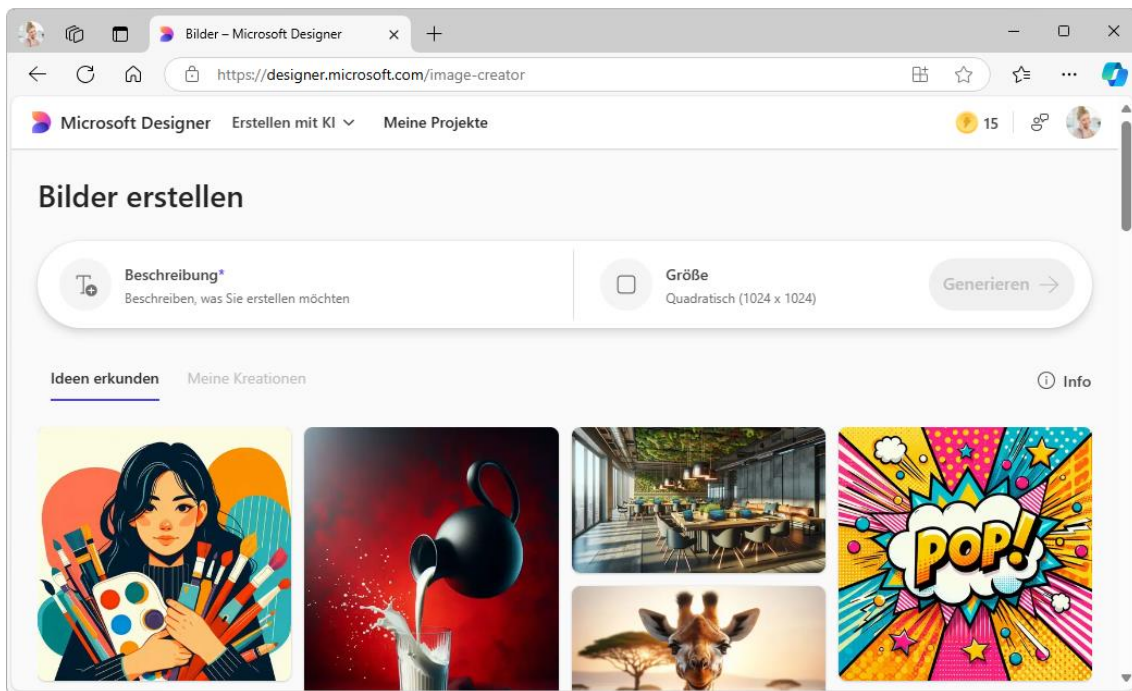 Bilder – Microsoft Designer
https://designer.microsoft.com/image-creator
Microsoft Designer Erstellen mit KI Meine Projekte 15
Bilder erstellen
Beschreibung*
Beschreiben, was Sie erstellen möchten
Größe
Quadratisch (1024 x 1024)
Generieren
Ideen erkunden Meine Kreationen Info
POP!